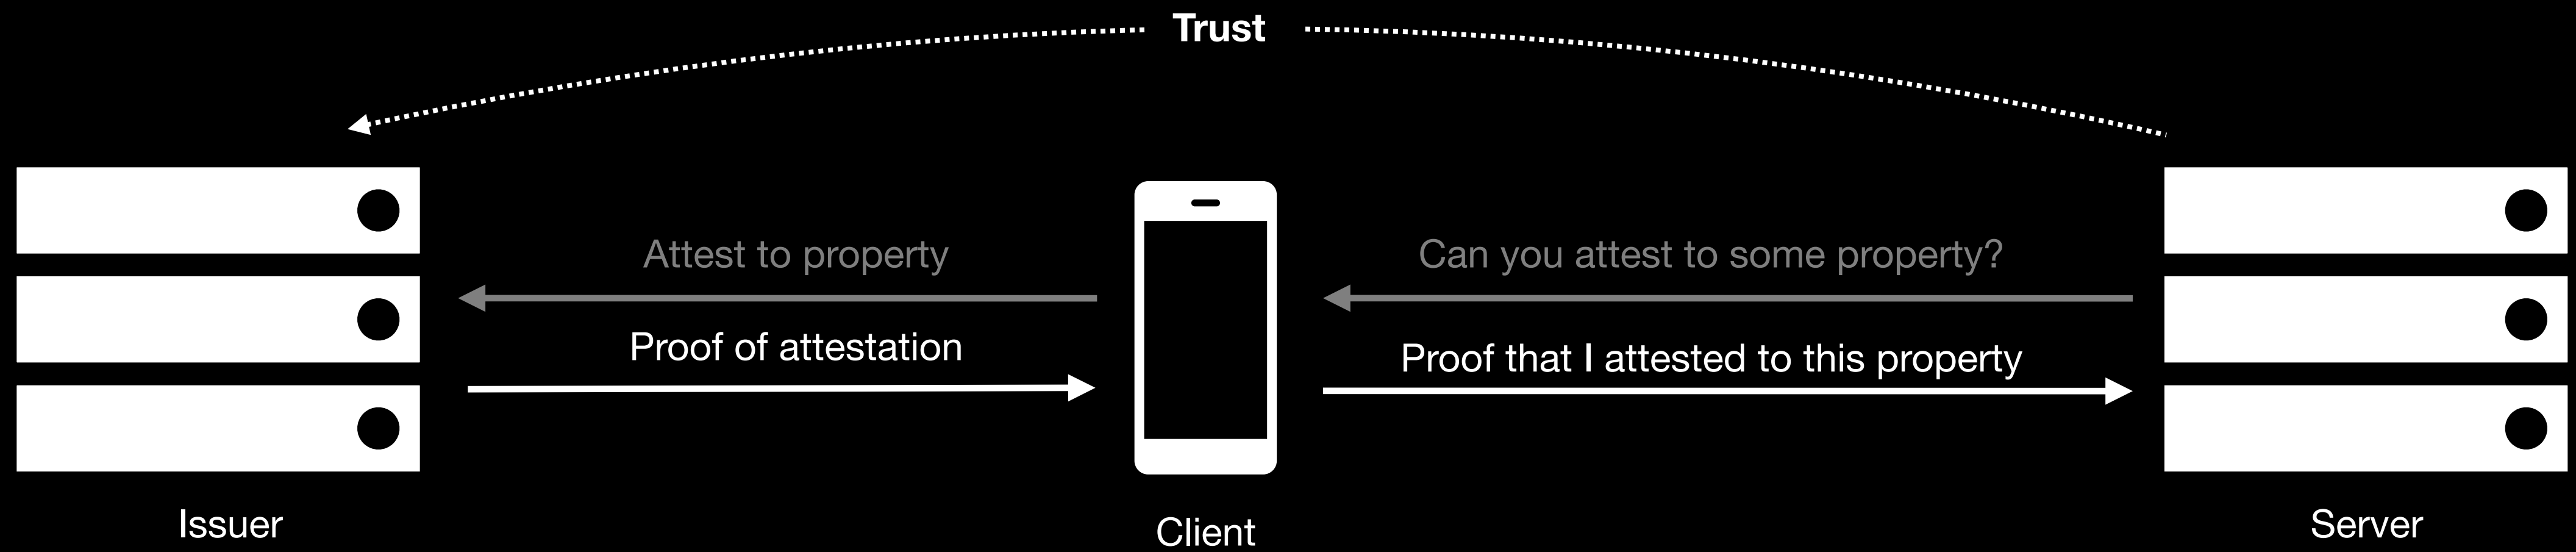 Trust
Attest to property
Can you attest to some property?
Proof of attestation
Proof that I attested to this property
Issuer
Client
Server